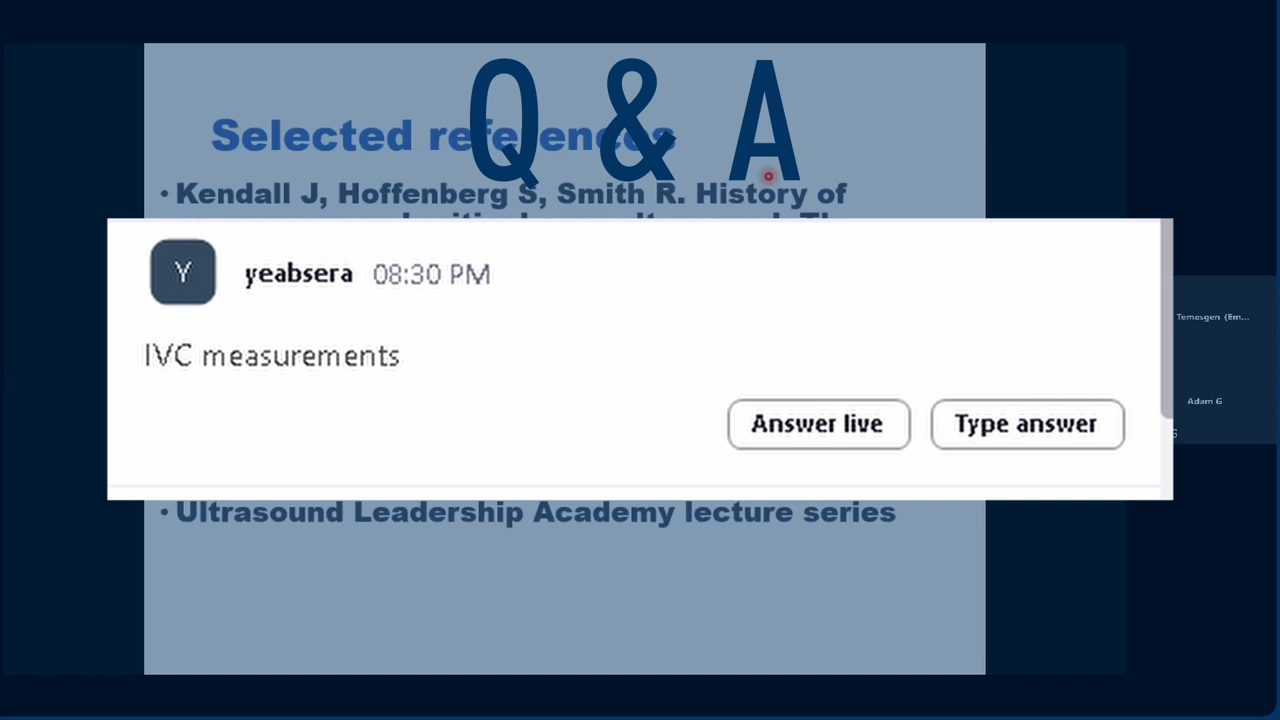 Q & A
Selected references
• Kendall J, Hoffenberg S, Smith R. History of
Y
yeabsera 08:30 PM
IVC measurements
Answer live
Type answer
Temesgen (Em...
Adam G
• Ultrasound Leadership Academy lecture series